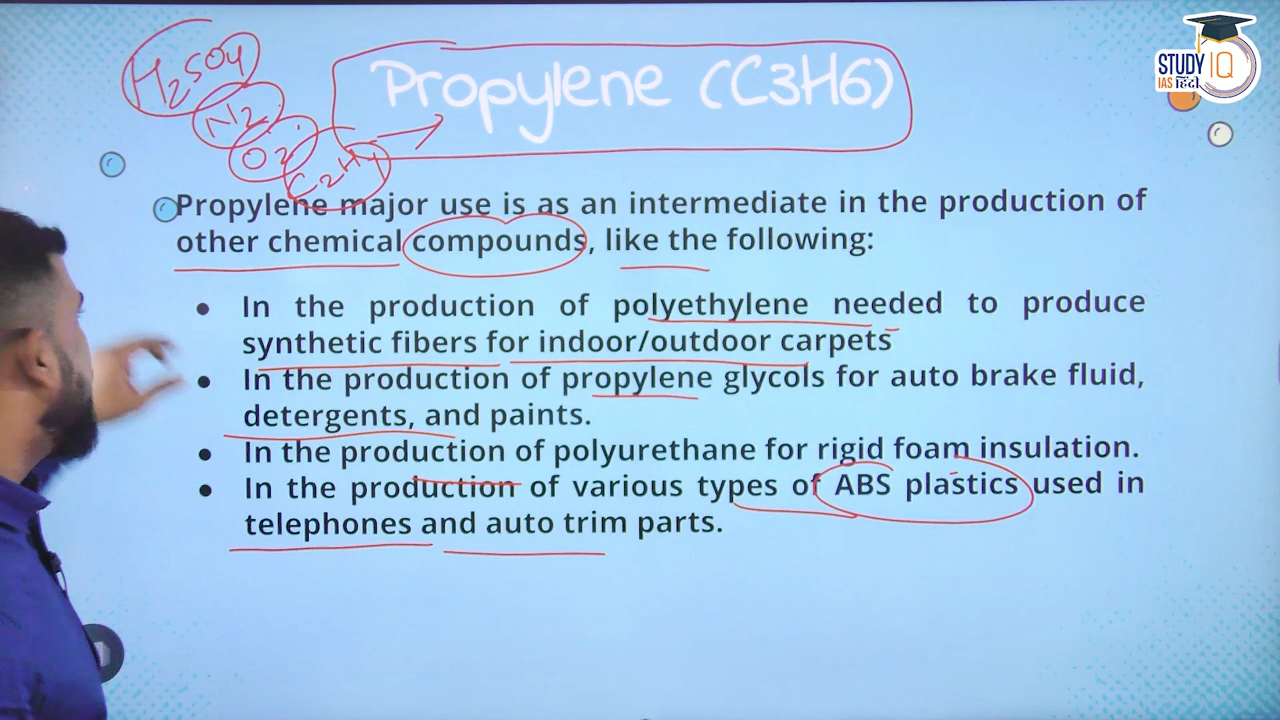 STUDY IQ
IAS हिंदी
H2SO4
N2
O2
C2H4
Propylene (C3H6)
Propylene major use is as an intermediate in the production of
other chemical compounds, like the following:
• In the production of polyethylene needed to produce
synthetic fibers for indoor/outdoor carpets
• In the production of propylene glycols for auto brake fluid,
detergents, and paints.
• In the production of polyurethane for rigid foam insulation.
• In the production of various types of ABS plastics used in
telephones and auto trim parts.